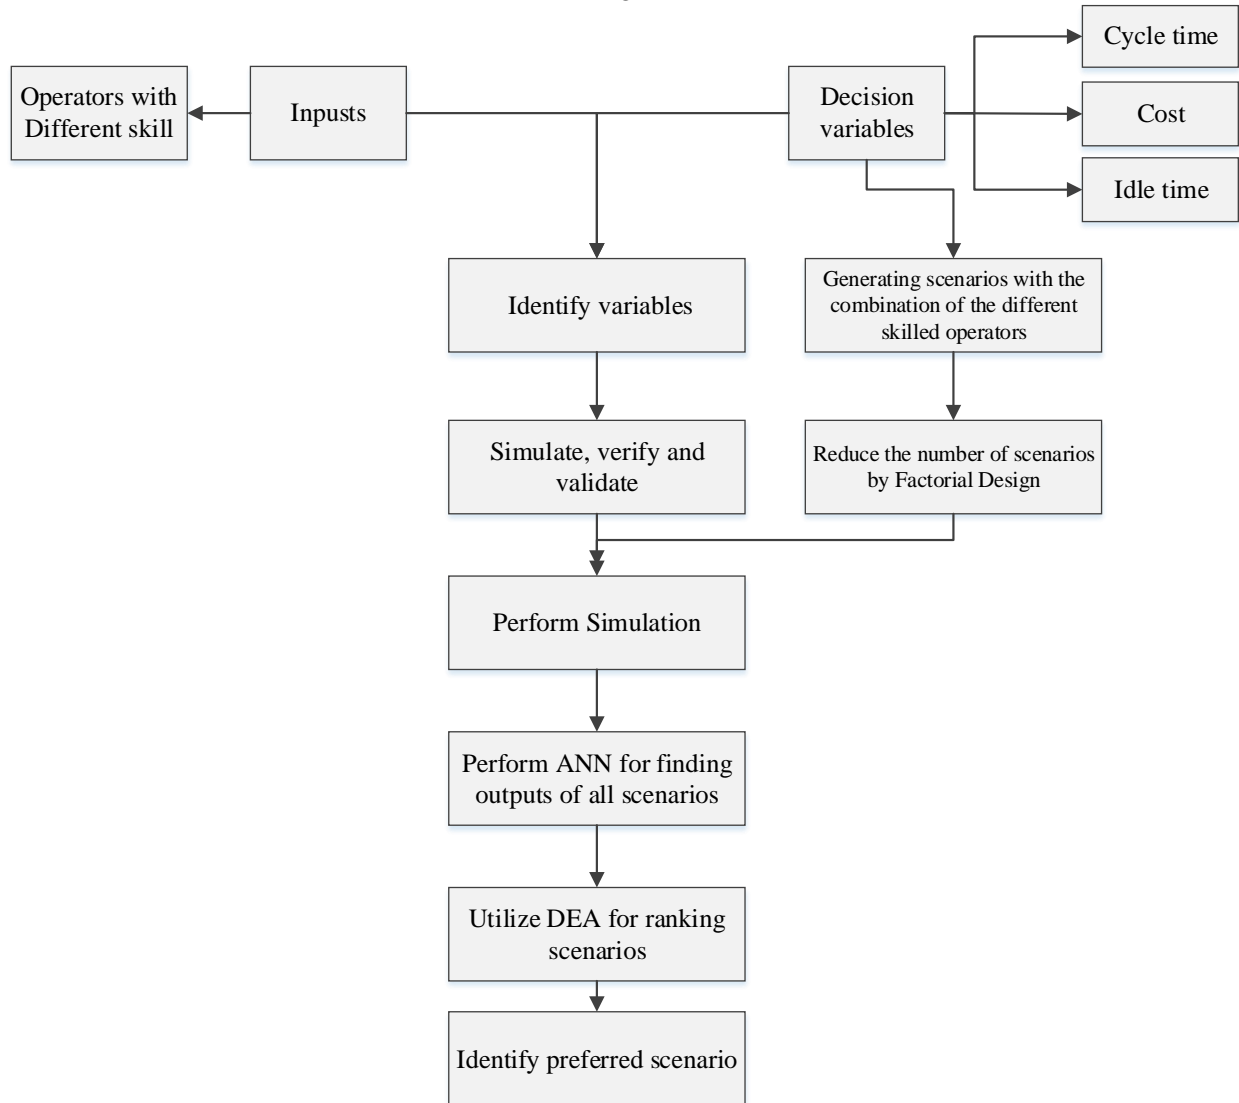 Cycle time
Operators with
Different skill
Inpusts
Decision
variables
Cost
Idle time
Identify variables
Generating scenarios with the
combination of the different
skilled operators
Simulate, verify and
validate
Reduce the number of scenarios
by Factorial Design
Perform Simulation
Perform ANN for finding
outputs of all scenarios
Utilize DEA for ranking
scenarios
Identify preferred scenario